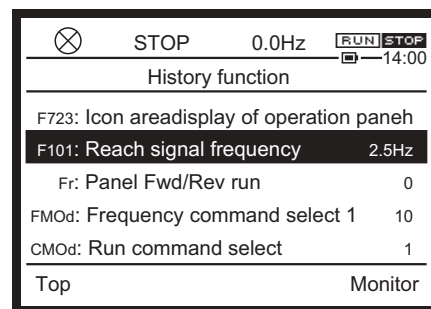 STOP 0.0Hz RUN STOP
14:00
History function
F723: Icon areadisplay of operation paneh
F101: Reach signal frequency 2.5Hz
Fr: Panel Fwd/Rev run 0
FMOd: Frequency command select 1 10
CMOd: Run command select 1
Top Monitor